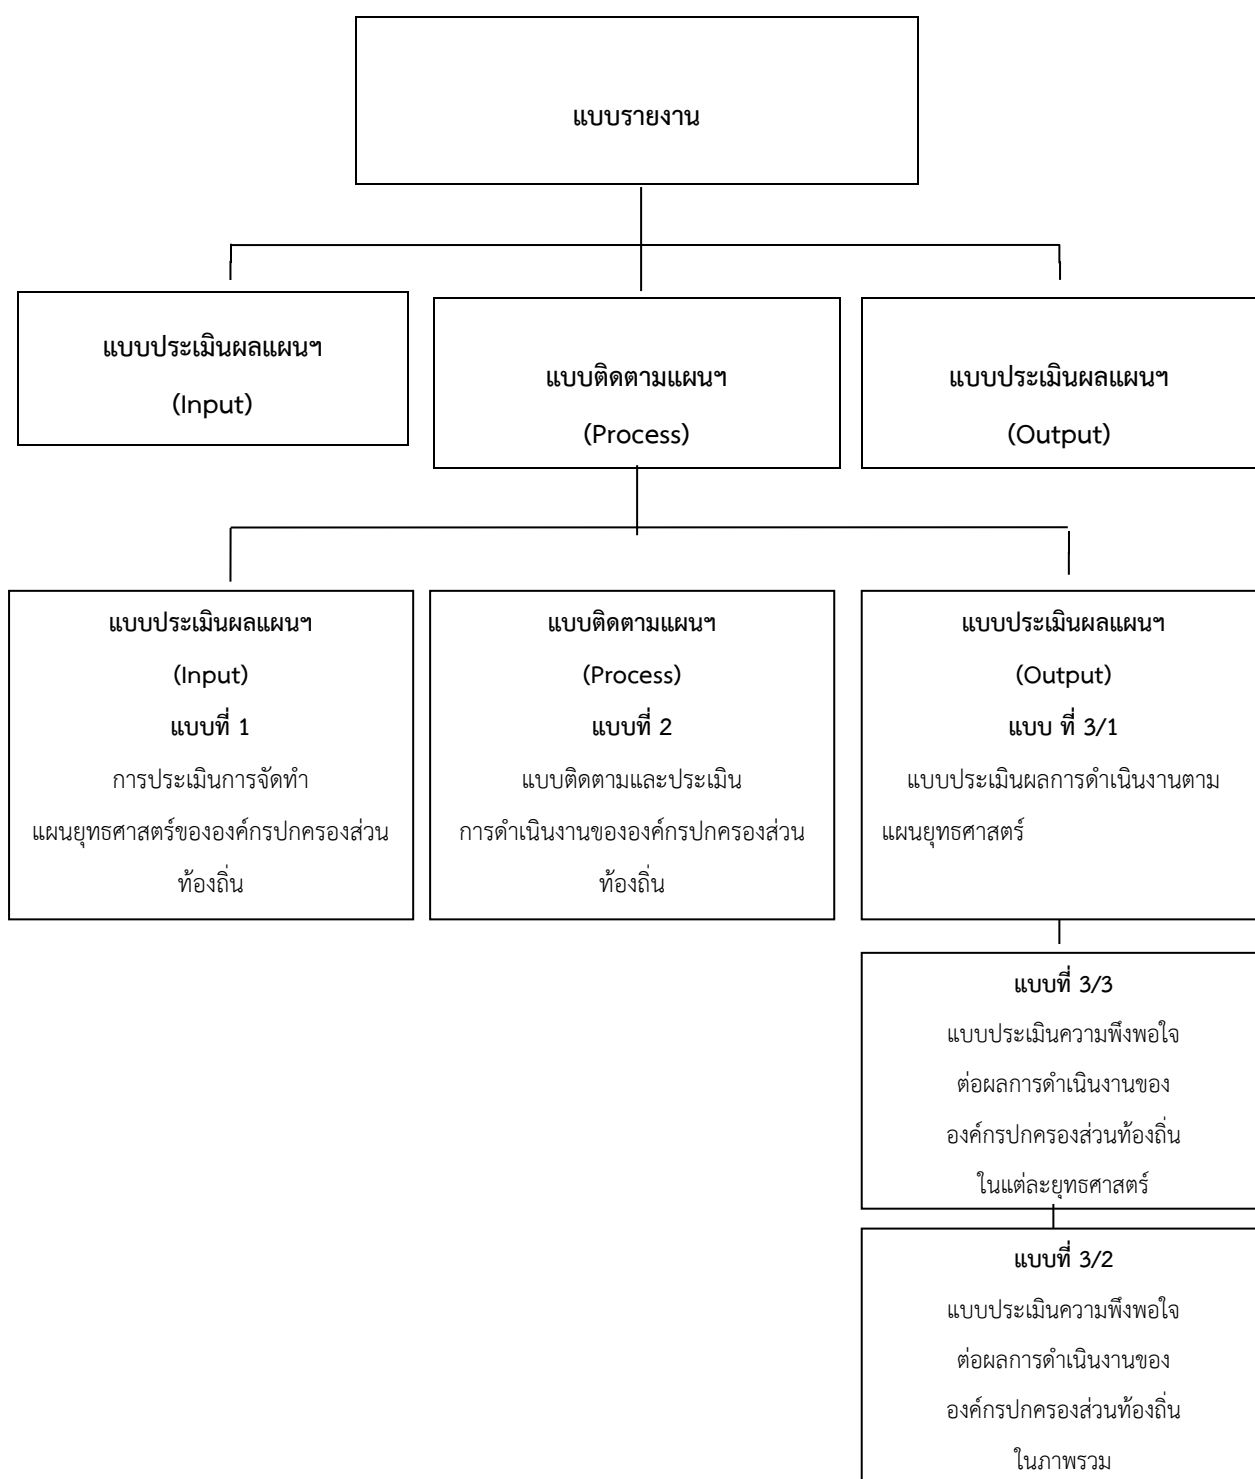 แบบรายงาน
แบบประเมินผลแผนฯ
(Input)
แบบติดตามแผนฯ
(Process)
แบบประเมินผลแผนฯ
(Output)
แบบประเมินผลแผนฯ
(Input)
แบบที่ 1
การประเมินการจัดทำ
แผนยุทธศาสตร์ขององค์กรปกครองส่วน
ท้องถิ่น
แบบติดตามแผนฯ
(Process)
แบบที่ 2
แบบติดตามและประเมิน
การดำเนินงานขององค์กรปกครองส่วน
ท้องถิ่น
แบบประเมินผลแผนฯ
(Output)
แบบ ที่ 3/1
แบบประเมินผลการดำเนินงานตาม
แผนยุทธศาสตร์
แบบที่ 3/3
แบบประเมินความพึงพอใจ
ต่อผลการดำเนินงานของ
องค์กรปกครองส่วนท้องถิ่น
ในแต่ละยุทธศาสตร์
แบบที่ 3/2
แบบประเมินความพึงพอใจ
ต่อผลการดำเนินงานของ
องค์กรปกครองส่วนท้องถิ่น
ในภาพรวม